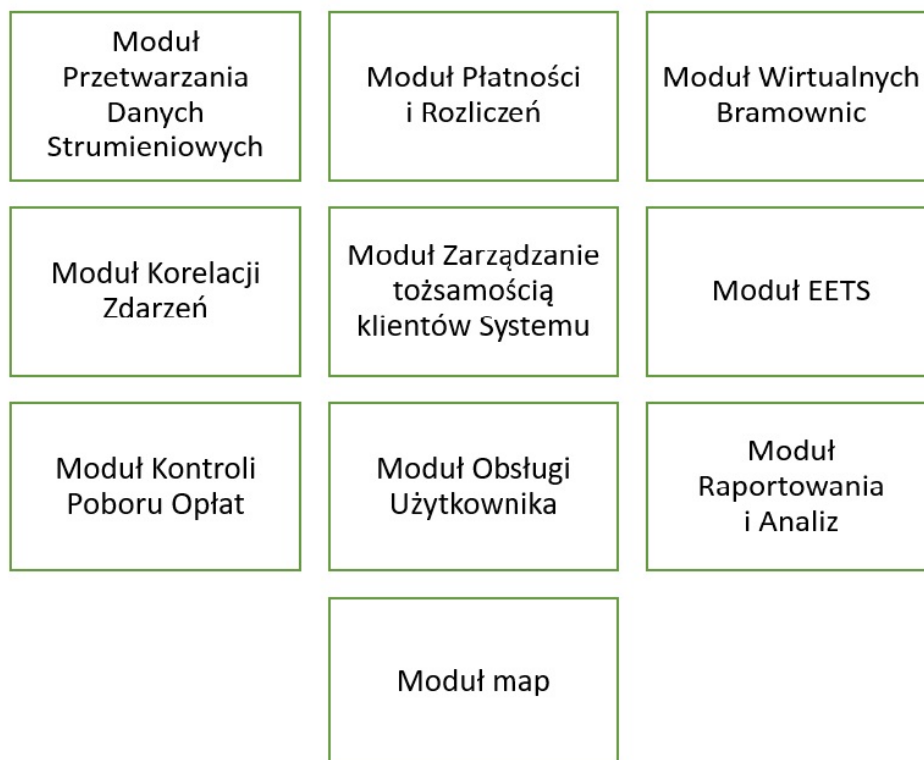 Moduł
Przetwarzania
Danych
Strumieniowych
Moduł Płatności
i Rozliczeń
Moduł Wirtualnych
Bramownic
Moduł Korelacji
Zdarzeń
Moduł Zarządzanie
tożsamością
klientów Systemu
Moduł EETS
Moduł Kontroli
Poboru Opłat
Moduł Obsługi
Użytkownika
Moduł
Raportowania
i Analiz
Moduł map